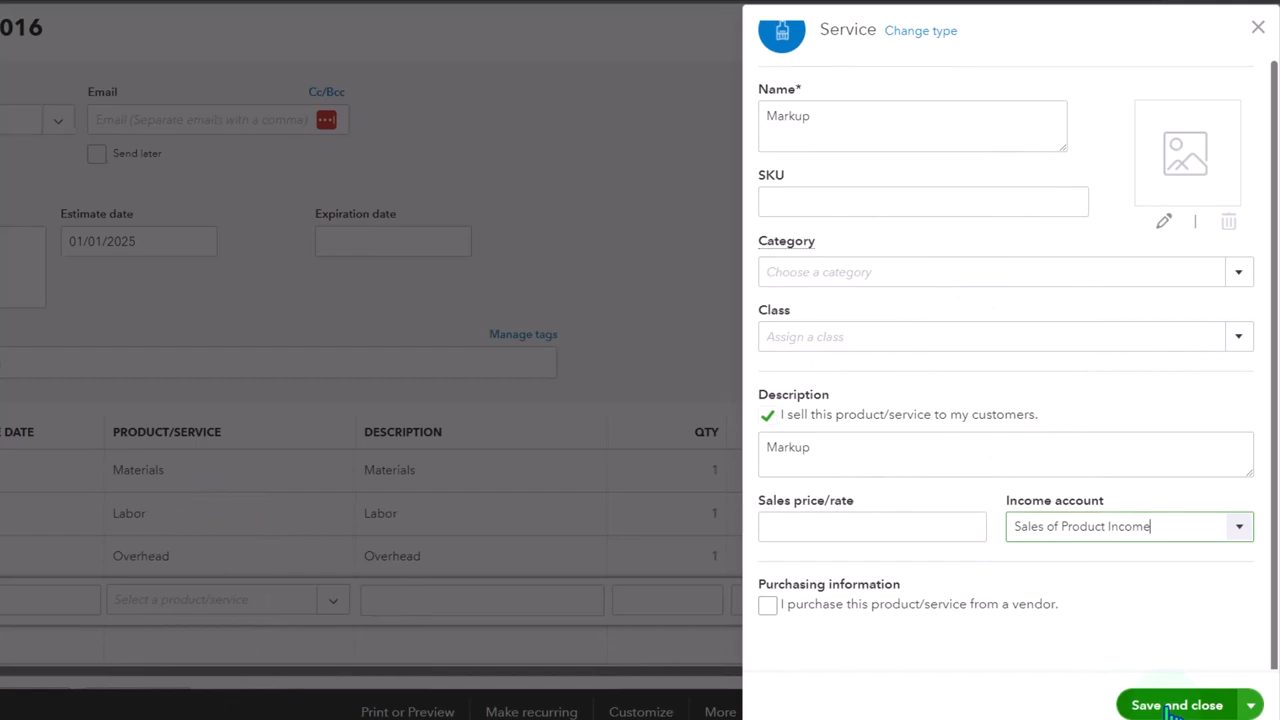 016
Email
Cc/Bcc
Email (Separate emails with a comma)
Send later
Estimate date
Expiration date
01/01/2025
Manage tags
E DATE
PRODUCT/SERVICE
DESCRIPTION
QTY
Materials
Materials
1
Labor
Labor
1
Overhead
Overhead
1
Select a product/service
Print or Preview
Make recurring
Customize
More
Service
Change type
Name*
Markup
SKU
Category
Choose a category
Class
Assign a class
Description
I sell this product/service to my customers.
Markup
Sales price/rate
Income account
Sales of Product Income
Purchasing information
I purchase this product/service from a vendor.
Save and close